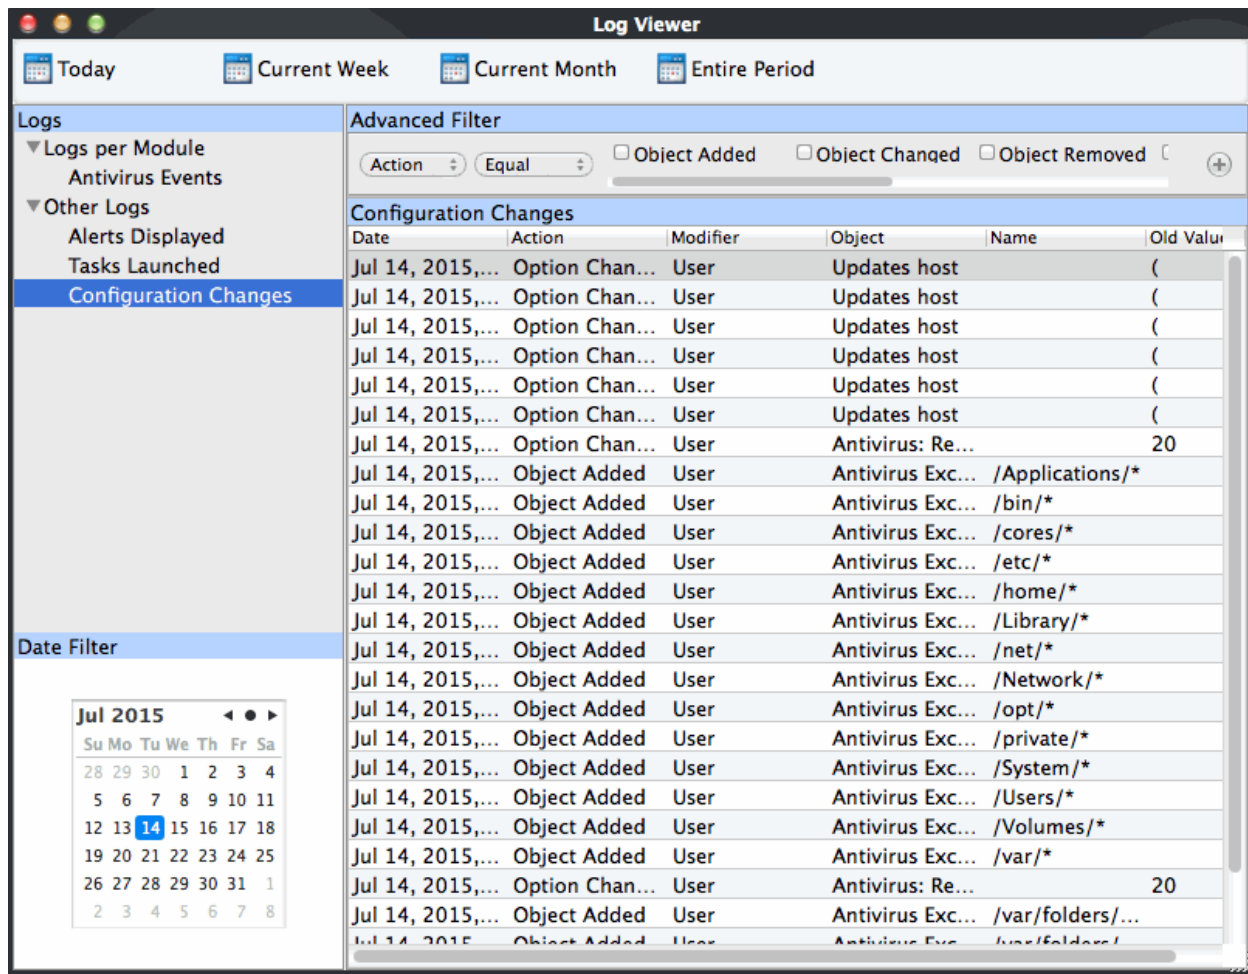 Log Viewer
Today Current Week Current Month Entire Period
Logs
Logs per Module
Antivirus Events
Other Logs
Alerts Displayed
Tasks Launched
Configuration Changes
Advanced Filter
Action Equal Object Added Object Changed Object Removed
Configuration Changes
Date Action Modifier Object Name Old Value
Jul 14, 2015,... Option Chan... User Updates host (
Jul 14, 2015,... Option Chan... User Updates host (
Jul 14, 2015,... Option Chan... User Updates host (
Jul 14, 2015,... Option Chan... User Updates host (
Jul 14, 2015,... Option Chan... User Updates host (
Jul 14, 2015,... Option Chan... User Updates host (
Jul 14, 2015,... Option Chan... User Antivirus: Re... 20
Jul 14, 2015,... Object Added User Antivirus Exc... /Applications/*
Jul 14, 2015,... Object Added User Antivirus Exc... /bin/*
Jul 14, 2015,... Object Added User Antivirus Exc... /cores/*
Jul 14, 2015,... Object Added User Antivirus Exc... /etc/*
Jul 14, 2015,... Object Added User Antivirus Exc... /home/*
Jul 14, 2015,... Object Added User Antivirus Exc... /Library/*
Jul 14, 2015,... Object Added User Antivirus Exc... /net/*
Jul 14, 2015,... Object Added User Antivirus Exc... /Network/*
Jul 14, 2015,... Object Added User Antivirus Exc... /opt/*
Jul 14, 2015,... Object Added User Antivirus Exc... /private/*
Jul 14, 2015,... Object Added User Antivirus Exc... /System/*
Jul 14, 2015,... Object Added User Antivirus Exc... /Users/*
Jul 14, 2015,... Object Added User Antivirus Exc... /Volumes/*
Jul 14, 2015,... Object Added User Antivirus Exc... /var/*
Jul 14, 2015,... Option Chan... User Antivirus: Re... 20
Jul 14, 2015,... Object Added User Antivirus Exc... /var/folders/...
Jul 14, 2015 Object Added User Antivirus Exc /var/folders/
Date Filter
Jul 2015
Su Mo Tu We Th Fr Sa
28 29 30 1 2 3 4
5 6 7 8 9 10 11
12 13 14 15 16 17 18
19 20 21 22 23 24 25
26 27 28 29 30 31 1
2 3 4 5 6 7 8